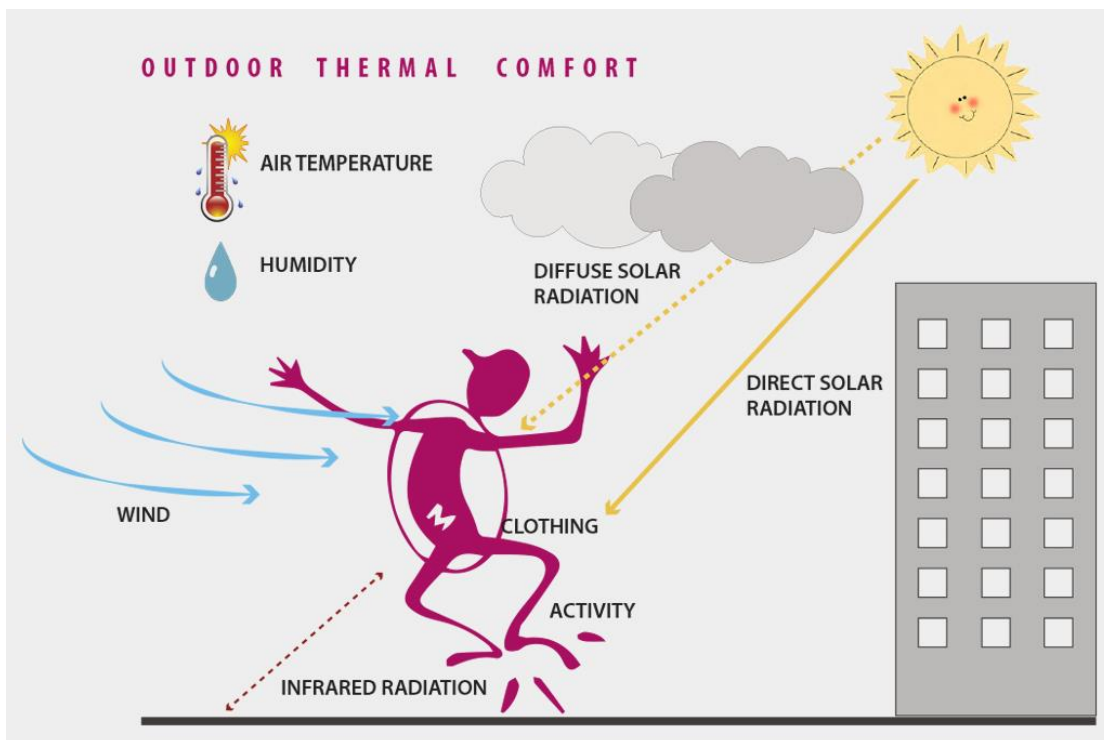 OUTDOOR THERMAL COMFORT
AIR TEMPERATURE
HUMIDITY
DIFFUSE SOLAR
RADIATION
DIRECT SOLAR
RADIATION
WIND
M
CLOTHING
ACTIVITY
INFRARED RADIATION